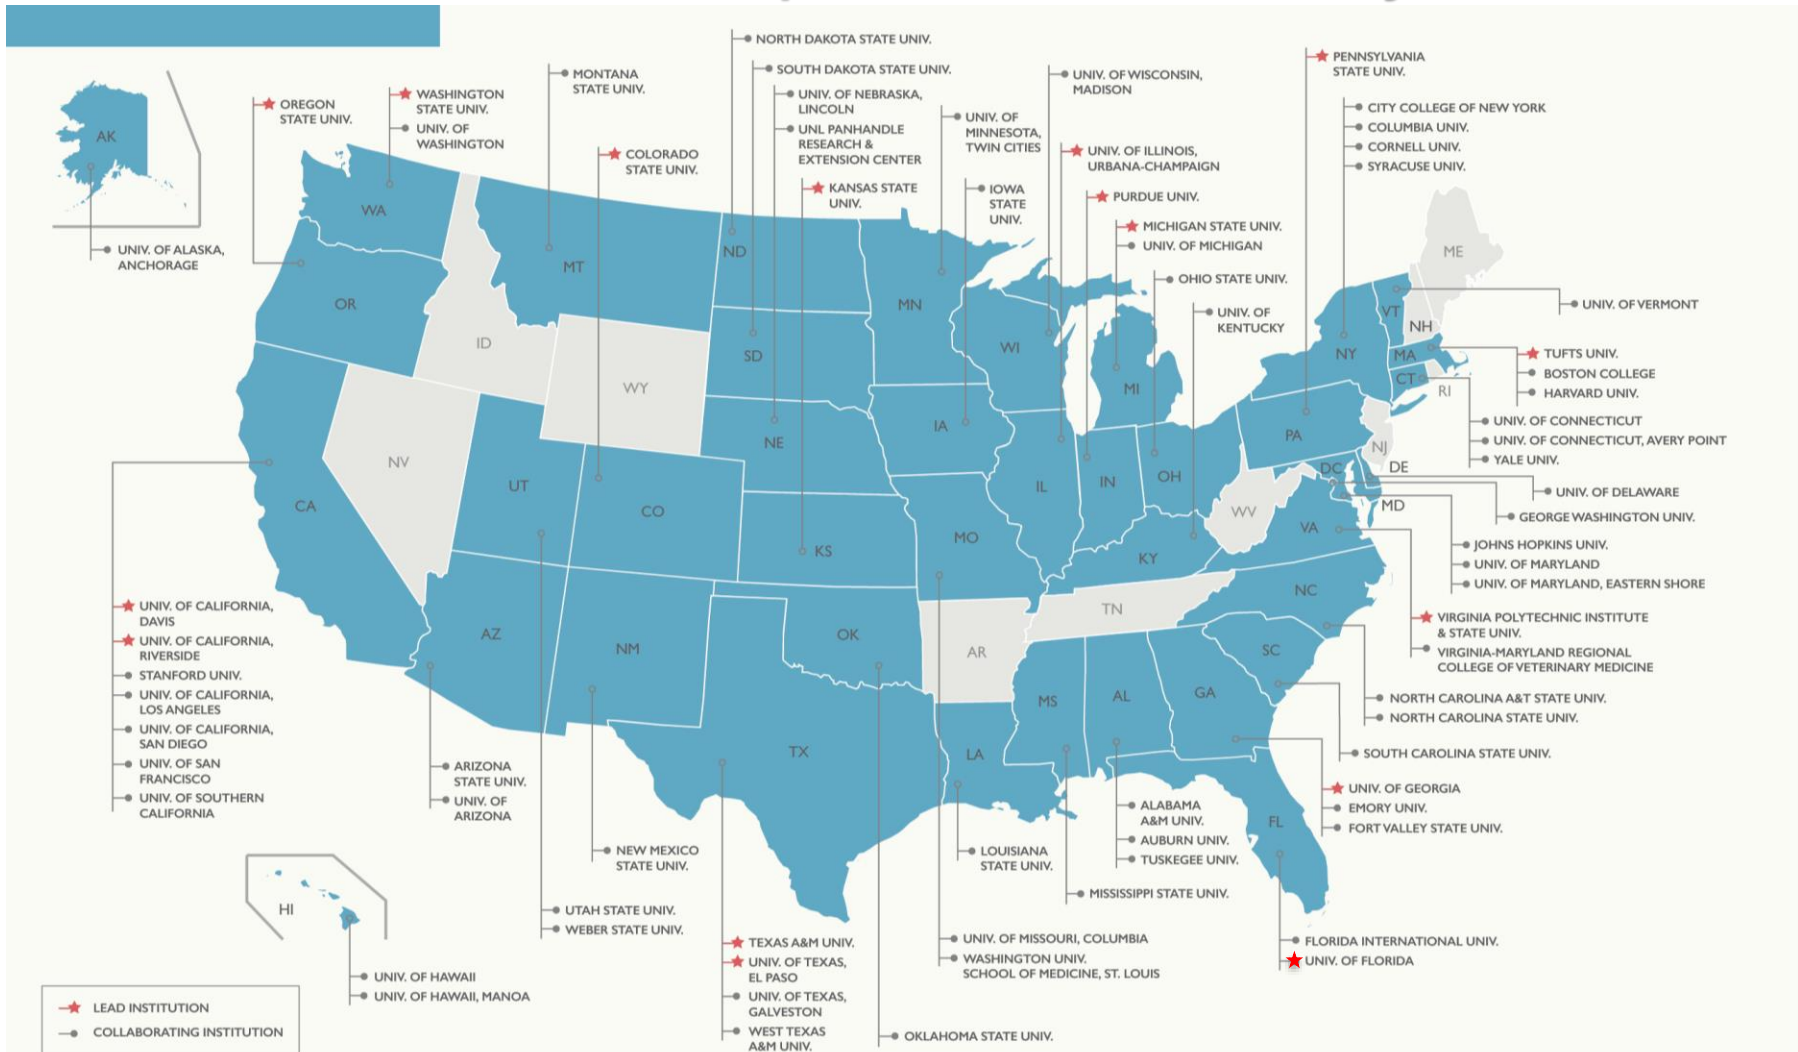 NORTH DAKOTA STATE UNIV.
SOUTH DAKOTA STATE UNIV.
MONTANA
STATE UNIV.
UNIV. OF NEBRASKA,
LINCOLN
UNL PANHANDLE
RESEARCH &
EXTENSION CENTER
UNIV. OF WISCONSIN,
MADISON
PENNSYLVANIA
STATE UNIV.
OREGON
STATE UNIV.
WASHINGTON
STATE UNIV.
UNIV. OF
WASHINGTON
COLORADO
STATE UNIV.
KANSAS STATE
UNIV.
UNIV. OF
MINNESOTA,
TWIN CITIES
IOWA
STATE
UNIV.
UNIV. OF ILLINOIS,
URBANA-CHAMPAIGN
PURDUE UNIV.
MICHIGAN STATE UNIV.
UNIV. OF MICHIGAN
OHIO STATE UNIV.
UNIV. OF
KENTUCKY
CITY COLLEGE OF NEW YORK
COLUMBIA UNIV.
CORNELL UNIV.
SYRACUSE UNIV.
UNIV. OF VERMONT
TUFTS UNIV.
BOSTON COLLEGE
HARVARD UNIV.
UNIV. OF CONNECTICUT
UNIV. OF CONNECTICUT, AVERY POINT
YALE UNIV.
UNIV. OF DELAWARE
GEORGE WASHINGTON UNIV.
JOHNS HOPKINS UNIV.
UNIV. OF MARYLAND
UNIV. OF MARYLAND, EASTERN SHORE
VIRGINIA POLYTECHNIC INSTITUTE
& STATE UNIV.
VIRGINIA-MARYLAND REGIONAL
COLLEGE OF VETERINARY MEDICINE
NORTH CAROLINA A&T STATE UNIV.
NORTH CAROLINA STATE UNIV.
SOUTH CAROLINA STATE UNIV.
UNIV. OF GEORGIA
EMORY UNIV.
FORT VALLEY STATE UNIV.
FLORIDA INTERNATIONAL UNIV.
UNIV. OF FLORIDA
ALABAMA
A&M UNIV.
AUBURN UNIV.
TUSKEGEE UNIV.
MISSISSIPPI STATE UNIV.
LOUISIANA
STATE UNIV.
UNIV. OF MISSOURI, COLUMBIA
WASHINGTON UNIV.
SCHOOL OF MEDICINE, ST. LOUIS
OKLAHOMA STATE UNIV.
TEXAS A&M UNIV.
UNIV. OF TEXAS,
EL PASO
UNIV. OF TEXAS,
GALVESTON
WEST TEXAS
A&M UNIV.
NEW MEXICO
STATE UNIV.
UTAH STATE UNIV.
WEBER STATE UNIV.
ARIZONA
STATE UNIV.
UNIV. OF
ARIZONA
UNIV. OF CALIFORNIA,
DAVIS
UNIV. OF CALIFORNIA,
RIVERSIDE
STANFORD UNIV.
UNIV. OF CALIFORNIA,
LOS ANGELES
UNIV. OF CALIFORNIA,
SAN DIEGO
UNIV. OF SAN
FRANCISCO
UNIV. OF SOUTHERN
CALIFORNIA
UNIV. OF ALASKA,
ANCHORAGE
UNIV. OF HAWAII
UNIV. OF HAWAII, MANOA
AK
WA
OR
ID
MT
ND
SD
WY
NE
MN
WI
MI
IA
NV
UT
CO
CA
KS
MO
IL
IN
OH
KY
WV
VA
PA
NY
VT
NH
ME
MA
CT
RI
NJ
DE
DC
MD
NC
TN
SC
GA
AL
MS
AR
LA
OK
TX
NM
AZ
FL
HI
LEAD INSTITUTION
COLLABORATING INSTITUTION